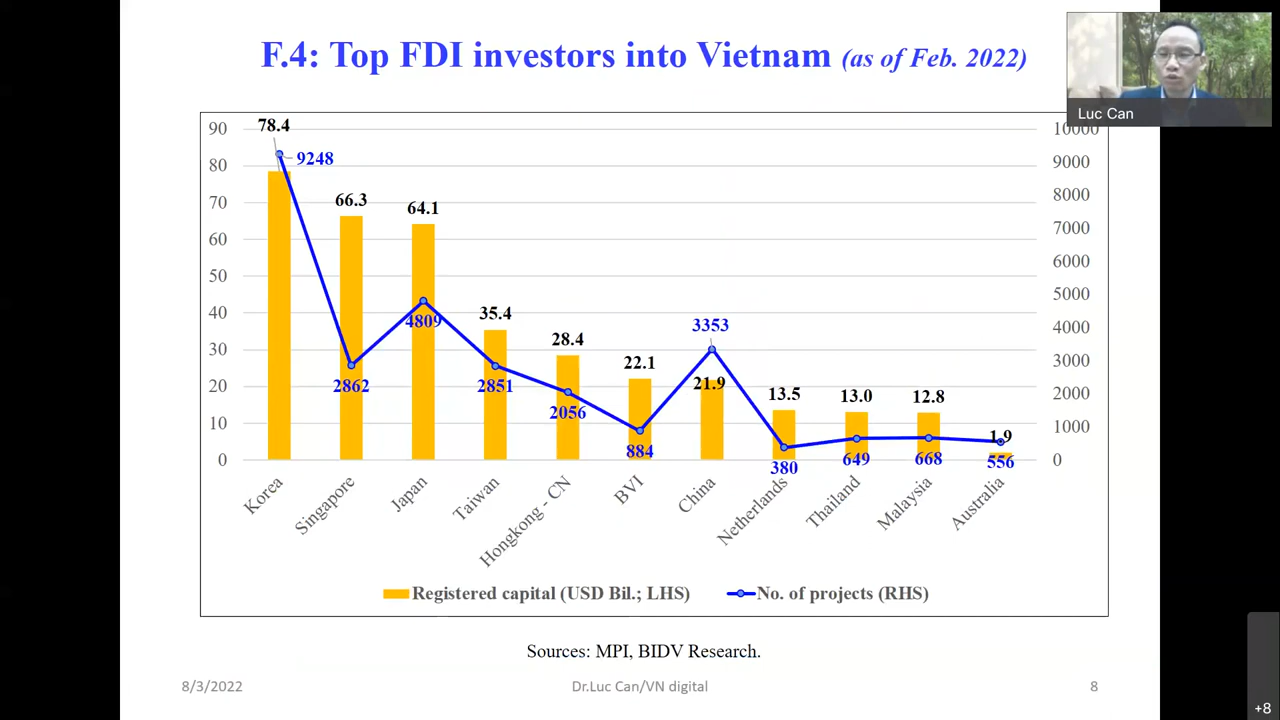 F.4: Top FDI investors into Vietnam (as of Feb. 2022)
Luc Can
90
80
70
60
50
40
30
20
10
0
10000
9000
8000
7000
6000
5000
4000
3000
2000
1000
0
78.4
66.3
64.1
35.4
28.4
22.1
21.9
13.5
13.0
12.8
1.9
9248
2862
4809
2851
2056
884
3353
380
649
668
556
Korea
Singapore
Japan
Taiwan
Hongkong - CN
BVI
China
Netherlands
Thailand
Malaysia
Australia
Registered capital (USD Bil.; LHS)
No. of projects (RHS)
Sources: MPI, BIDV Research.
8/3/2022
Dr.Luc Can/VN digital
8
+8